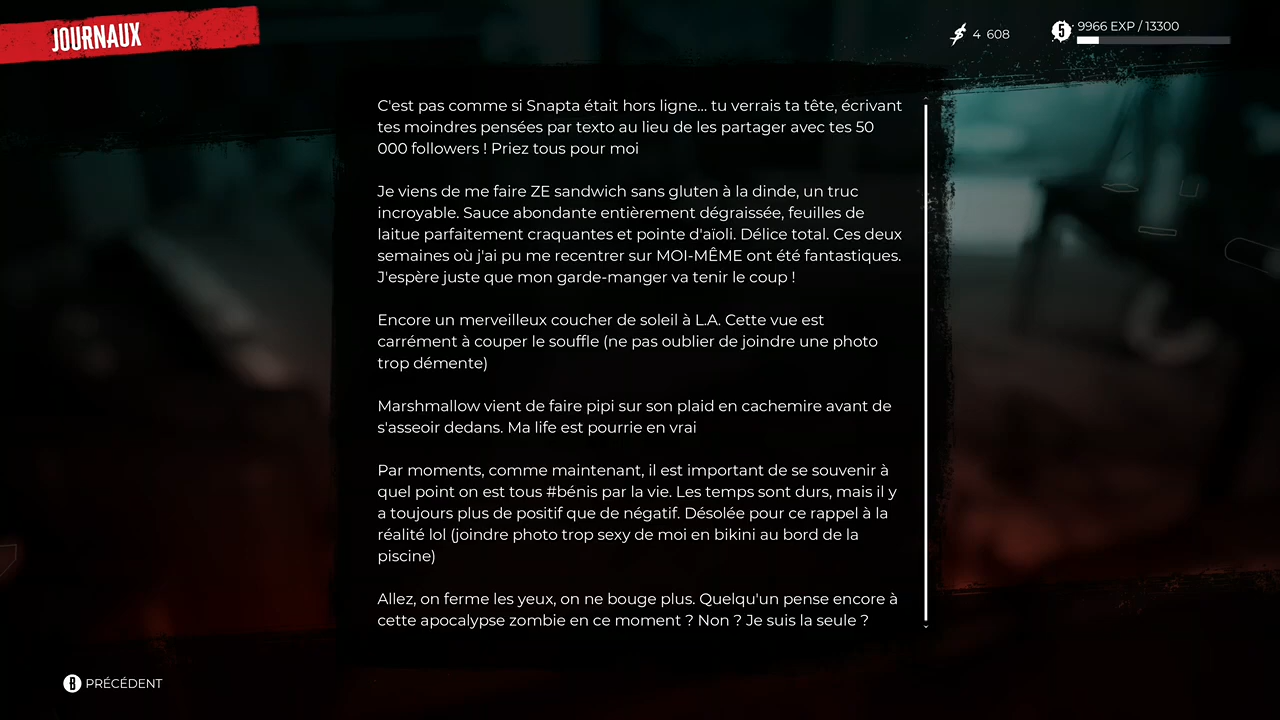 JOURNAUX
4 608
5
9966 EXP / 13300
C'est pas comme si Snapta était hors ligne... tu verrais ta tête, écrivant
tes moindres pensées par texto au lieu de les partager avec tes 50
000 followers ! Priez tous pour moi
Je viens de me faire ZE sandwich sans gluten à la dinde, un truc
incroyable. Sauce abondante entièrement dégraissée, feuilles de
laitue parfaitement craquantes et pointe d'aïoli. Délice total. Ces deux
semaines où j'ai pu me recentrer sur MOI-MÊME ont été fantastiques.
J'espère juste que mon garde-manger va tenir le coup !
Encore un merveilleux coucher de soleil à L.A. Cette vue est
carrément à couper le souffle (ne pas oublier de joindre une photo
trop démente)
Marshmallow vient de faire pipi sur son plaid en cachemire avant de
s'asseoir dedans. Ma life est pourrie en vrai
Par moments, comme maintenant, il est important de se souvenir à
quel point on est tous #bénis par la vie. Les temps sont durs, mais il y
a toujours plus de positif que de négatif. Désolée pour ce rappel à la
réalité lol (joindre photo trop sexy de moi en bikini au bord de la
piscine)
Allez, on ferme les yeux, on ne bouge plus. Quelqu'un pense encore à
cette apocalypse zombie en ce moment ? Non ? Je suis la seule ?
B PRÉCÉDENT